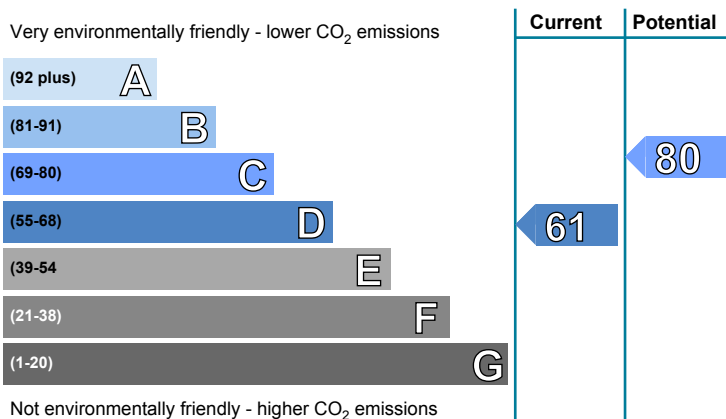 Current Potential
Very environmentally friendly - lower CO2 emissions
(92 plus) A
(81-91) B
80
(69-80) C
(55-68) D
61
(39-54 E
(21-38) F
(1-20) G
Not environmentally friendly - higher CO2 emissions